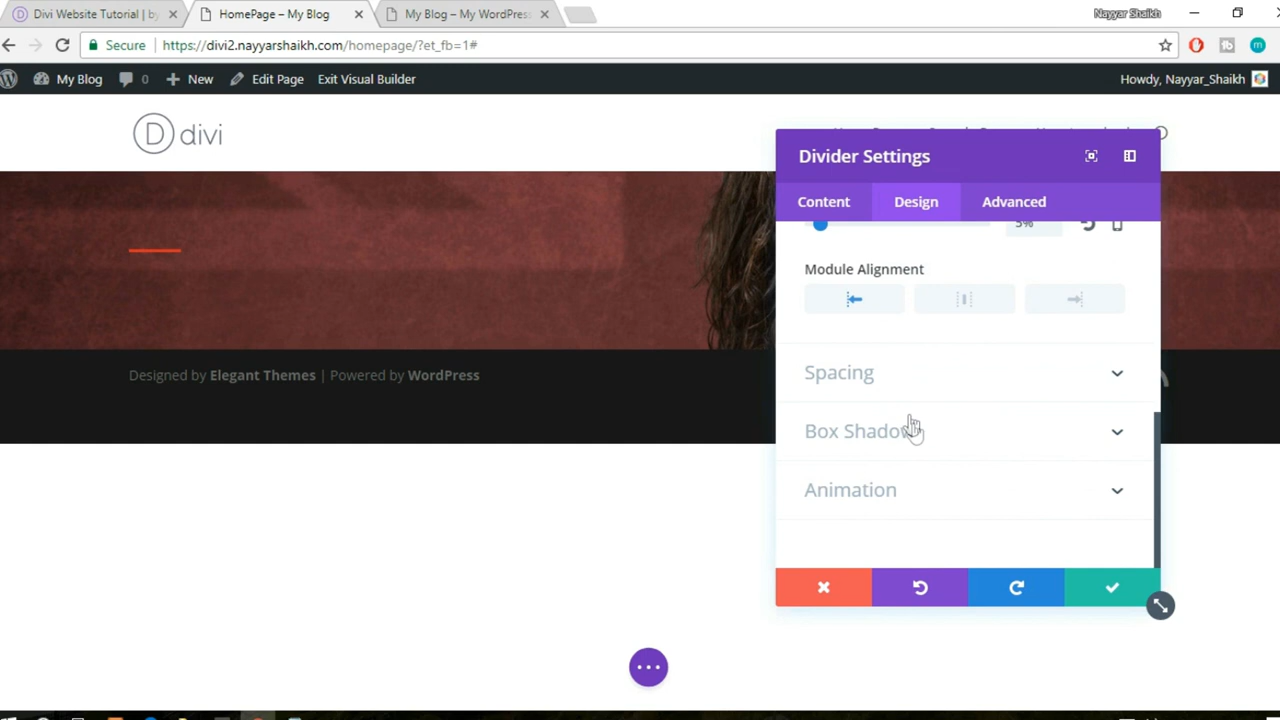 Divi Website Tutorial | by
HomePage – My Blog
My Blog – My WordPress
Nayyar Shaikh
Secure
https://divi2.nayyarshaikh.com/homepage/?et_fb=1#
My Blog
0
New
Edit Page
Exit Visual Builder
Howdy, Nayyar_Shaikh
D divi
Divider Settings
Content
Design
Advanced
5%
Module Alignment
Spacing
Box Shadow
Animation
Designed by Elegant Themes | Powered by WordPress